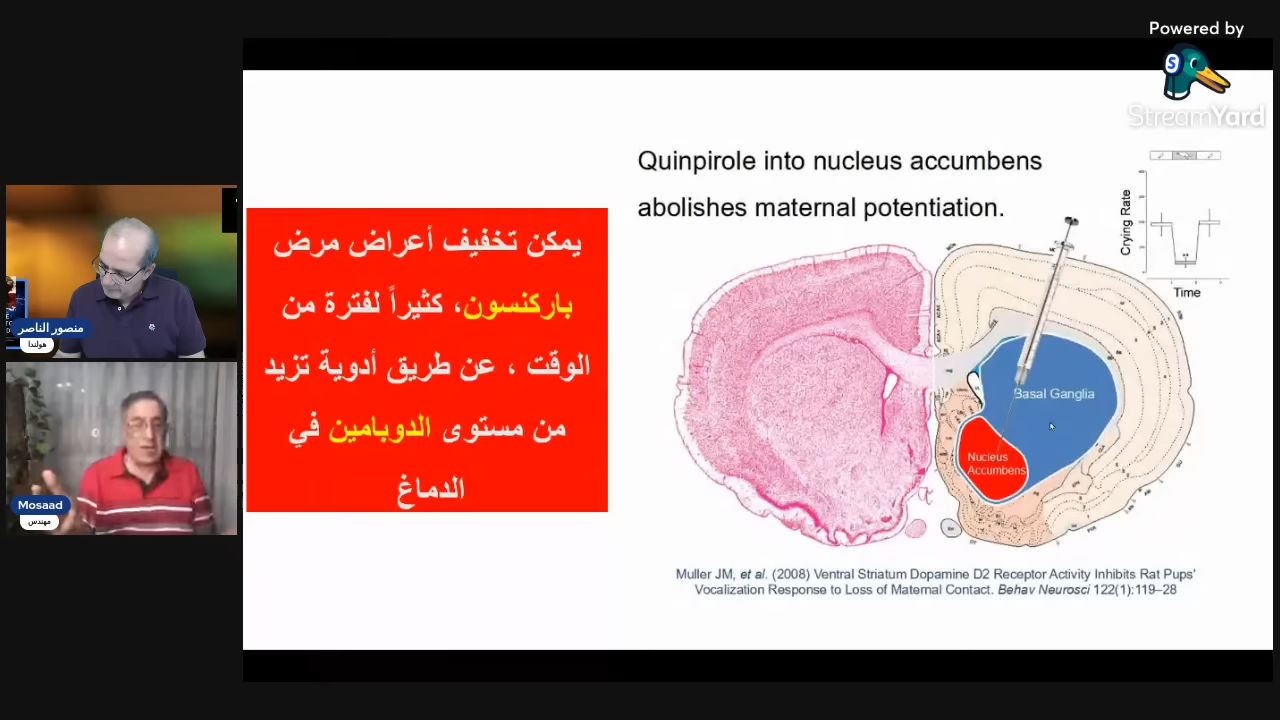 Powered by
StreamYard
Quinpirole into nucleus accumbens
abolishes maternal potentiation.
يمكن تخفيف أعراض مرض
باركنسون، كثيراً لفترة من
الوقت ، عن طريق أدوية تزيد
من مستوى الدوبامين في
الدماغ
Crying Rate
Time
Basal Ganglia
Nucleus
Accumbens
Muller JM, et al. (2008) Ventral Striatum Dopamine D2 Receptor Activity Inhibits Rat Pups'
Vocalization Response to Loss of Maternal Contact. Behav Neurosci 122(1):119–28
منصور الناصر
هولندا
Mosaad
مهندس